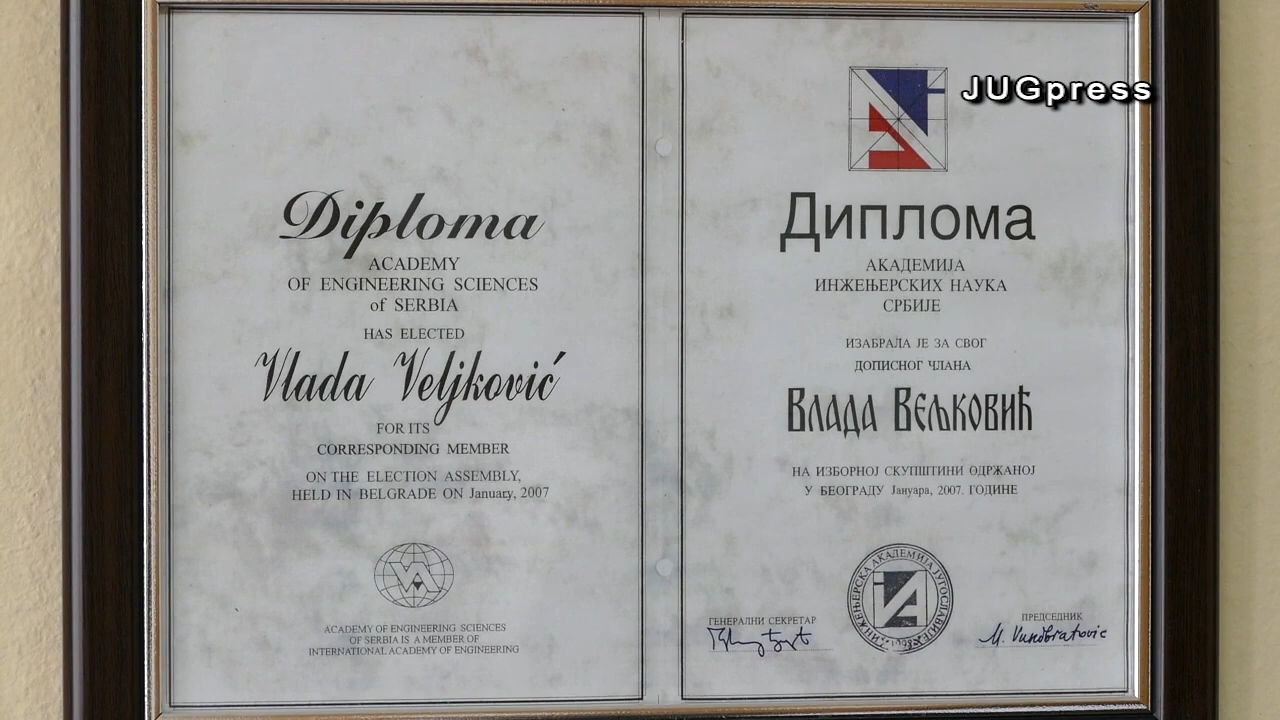 JUGpress
Diploma
ACADEMY
OF ENGINEERING SCIENCES
of SERBIA
HAS ELECTED
Vlada Veljković
FOR ITS
CORRESPONDING MEMBER
ON THE ELECTION ASSEMBLY,
HELD IN BELGRADE ON January, 2007
ACADEMY OF ENGINEERING SCIENCES
OF SERBIA IS A MEMBER OF
INTERNATIONAL ACADEMY OF ENGINEERING
Диплома
АКАДЕМИЈА
ИНЖЕЊЕРСКИХ НАУКА
СРБИЈЕ
ИЗАБРАЛА ЈЕ ЗА СВОГ
ДОПИСНОГ ЧЛАНА
Влада Вељковић
НА ИЗБОРНОЈ СКУПШТИНИ ОДРЖАНОЈ
У БЕОГРАДУ Јануара, 2007. ГОДИНЕ
ИНЖЕЊЕРСКА АКАДЕМИЈА ЈУГОСЛАВИЈЕ
ГЕНЕРАЛНИ СЕКРЕТАР
ПРЕДСЕДНИК